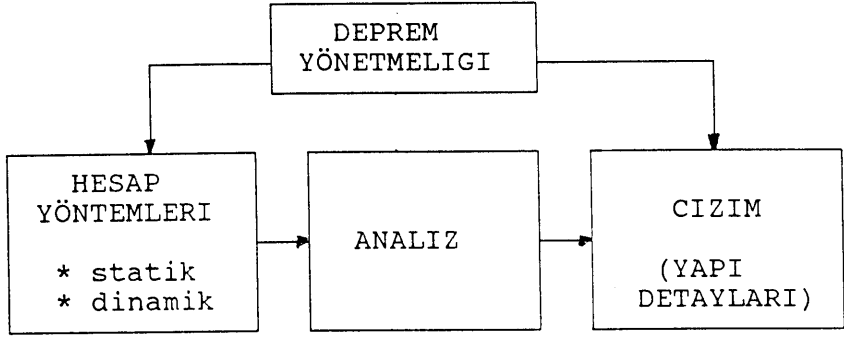 DEPREM
YÖNETMELIGI
HESAP
YÖNTEMLERI
* statik
* dinamik
ANALIZ
CIZIM
(YAPI
DETAYLARI)